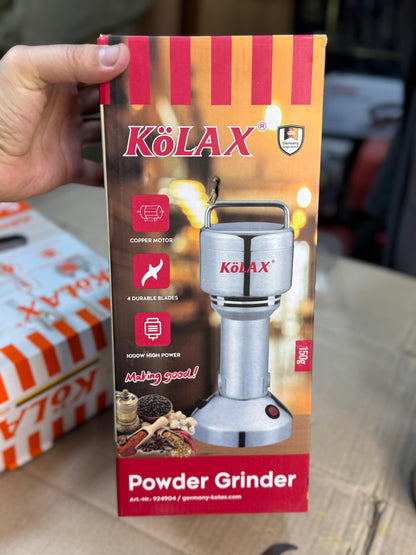 KöLAX®
Germany
COPPER MOTOR
KöLAX®
4 DURABLE BLADES
1000W HIGH POWER
150g
Making good!
Powder Grinder
Art.-Nr.: 924904 / germany-kolax.com
KöLAX
KöLAX